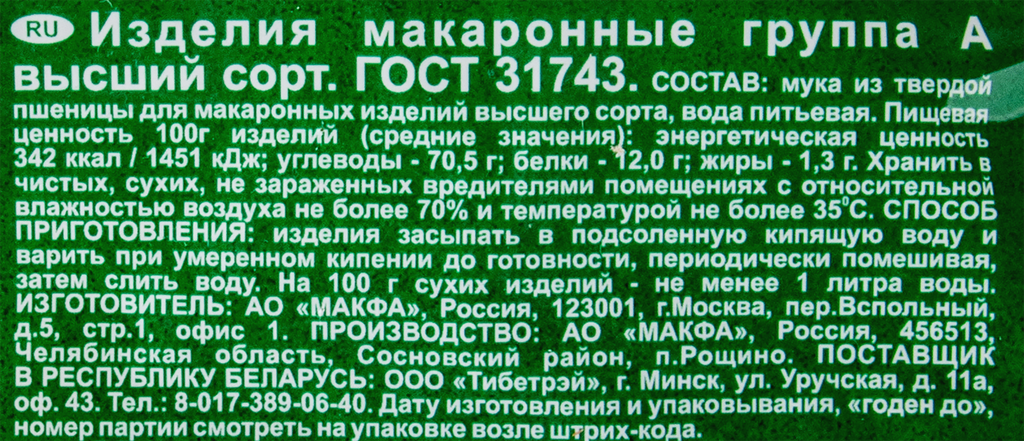 RU Изделия макаронные группа А
высший сорт. ГОСТ 31743. СОСТАВ: мука из твердой
пшеницы для макаронных изделий высшего сорта, вода питьевая. Пищевая
ценность 100г изделий (средние значения): энергетическая ценность
342 ккал / 1451 кДж; углеводы - 70,5 г; белки - 12,0 г; жиры - 1,3 г. Хранить в
чистых, сухих, не зараженных вредителями помещениях с относительной
влажностью воздуха не более 70% и температурой не более 35⁰С. СПОСОБ
ПРИГОТОВЛЕНИЯ: изделия засыпать в подсоленную кипящую воду и
варить при умеренном кипении до готовности, периодически помешивая,
затем слить воду. На 100 г сухих изделий - не менее 1 литра воды.
ИЗГОТОВИТЕЛЬ: АО «МАКФА», Россия, 123001, г.Москва, пер.Вспольный,
д.5, стр.1, офис 1. ПРОИЗВОДСТВО: АО «МАКФА», Россия, 456513,
Челябинская область, Сосновский район, п.Рощино. ПОСТАВЩИК
В РЕСПУБЛИКУ БЕЛАРУСЬ: ООО «Тибетрэй», г. Минск, ул. Уручская, д. 11а,
оф. 43. Тел.: 8-017-389-06-40. Дату изготовления и упаковывания, «годен до»,
номер партии смотреть на упаковке возле штрих-кода.